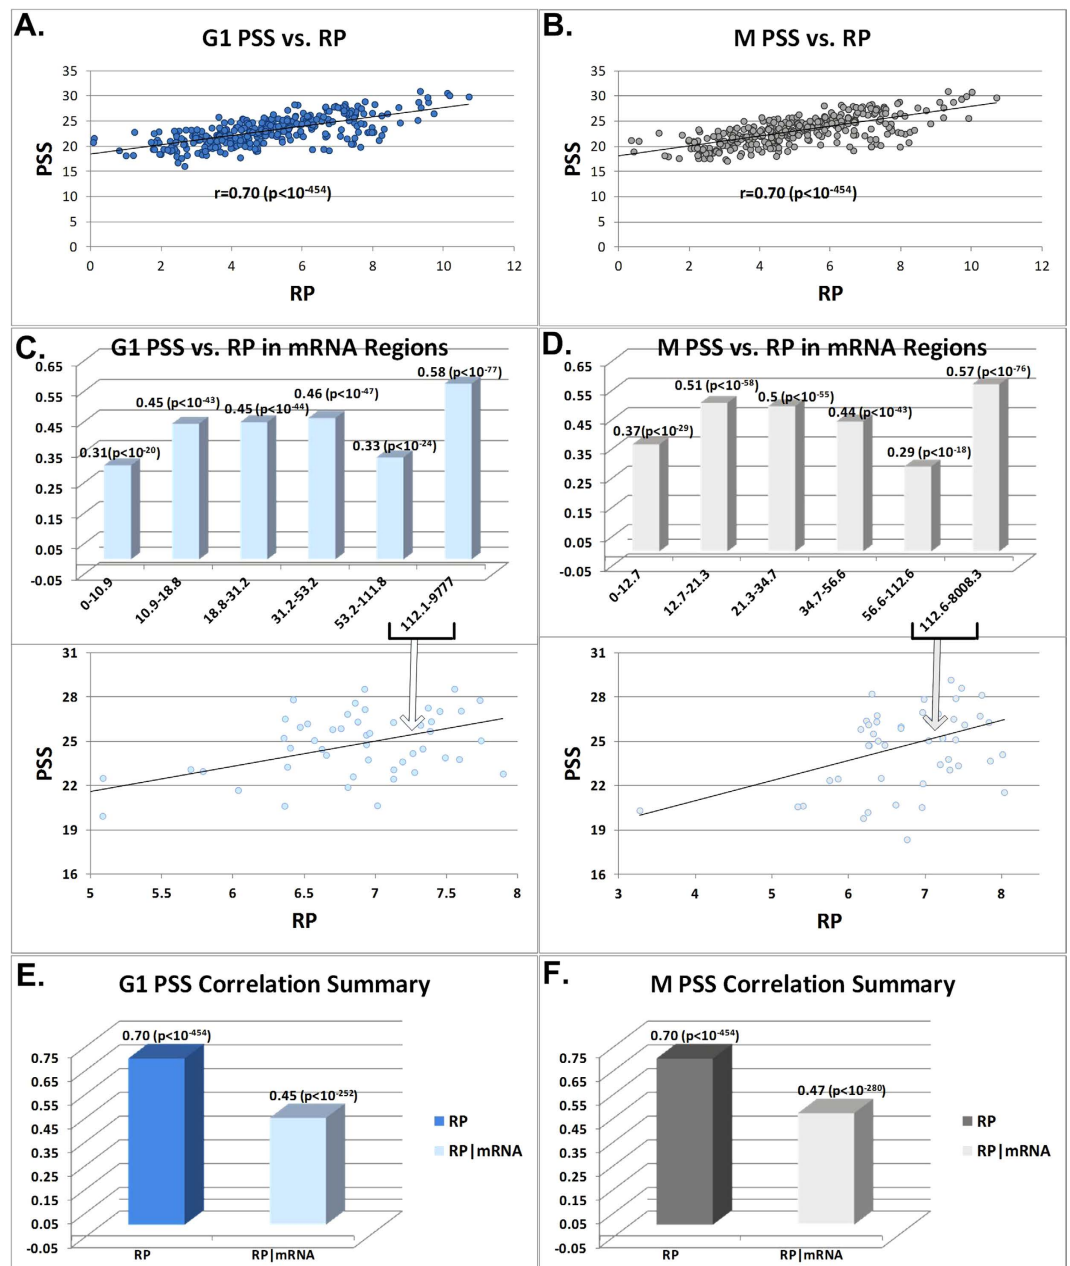 A.
G1 PSS vs. RP
35
30
25
20
15
10
5
0
PSS
r=0.70 (p<10-454)
0 2 4 6 8 10 12
RP
B.
M PSS vs. RP
35
30
25
20
15
10
5
0
PSS
r=0.70 (p<10-454)
0 2 4 6 8 10 12
RP
C.
G1 PSS vs. RP in mRNA Regions
0.65
0.55
0.45
0.35
0.25
0.15
0.05
-0.05
0.31(p<10-20)
0.45 (p<10-43)
0.45 (p<10-44)
0.46 (p<10-47)
0.33 (p<10-24)
0.58 (p<10-77)
0-10.9
10.9-18.8
18.8-31.2
31.2-53.2
53.2-111.8
112.1-9777
31
28
25
22
19
16
PSS
5 5.5 6 6.5 7 7.5 8
RP
D.
M PSS vs. RP in mRNA Regions
0.65
0.55
0.45
0.35
0.25
0.15
0.05
-0.05
0.37(p<10-29)
0.51 (p<10-58)
0.5 (p<10-55)
0.44 (p<10-43)
0.29 (p<10-18)
0.57 (p<10-76)
0-12.7
12.7-21.3
21.3-34.7
34.7-56.6
56.6-112.6
112.6-8008.3
31
28
25
22
19
16
PSS
3 4 5 6 7 8
RP
E.
G1 PSS Correlation Summary
0.75
0.65
0.55
0.45
0.35
0.25
0.15
0.05
-0.05
0.70 (p<10-454)
0.45 (p<10-252)
RP
RP|mRNA
RP
RP|mRNA
F.
M PSS Correlation Summary
0.75
0.65
0.55
0.45
0.35
0.25
0.15
0.05
-0.05
0.70 (p<10-454)
0.47 (p<10-280)
RP
RP|mRNA
RP
RP|mRNA